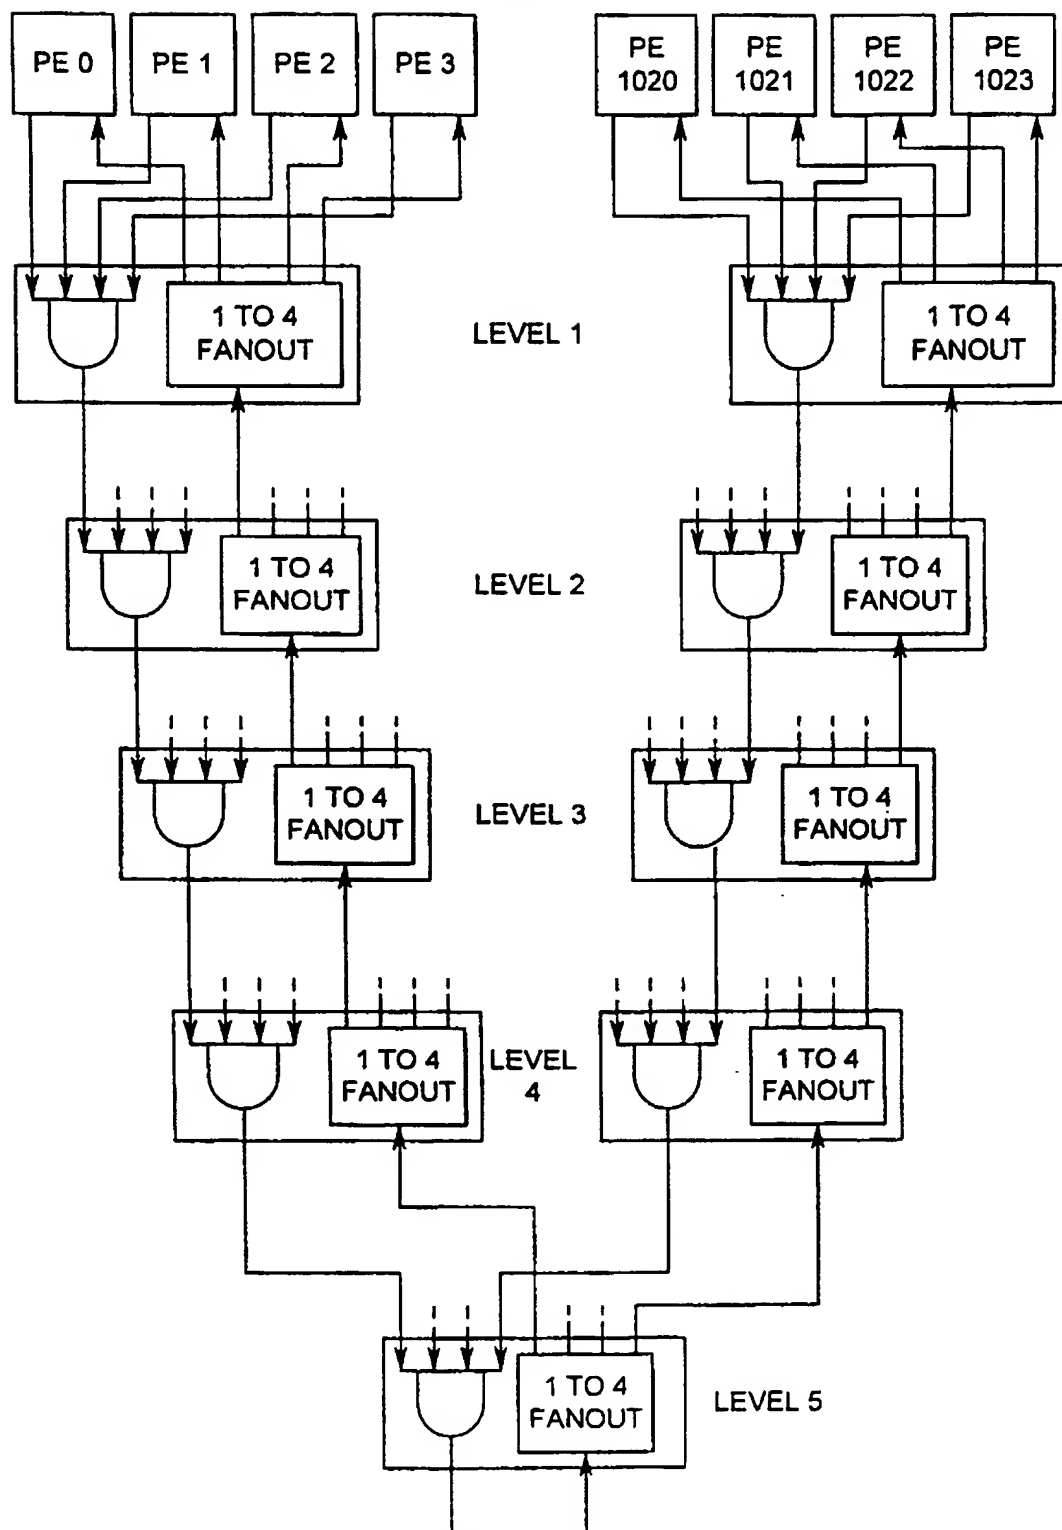 PE 0
PE 1
PE 2
PE 3
PE
1020
PE
1021
PE
1022
PE
1023
1 TO 4
FANOUT
LEVEL 1
1 TO 4
FANOUT
1 TO 4
FANOUT
LEVEL 2
1 TO 4
FANOUT
1 TO 4
FANOUT
LEVEL 3
1 TO 4
FANOUT
1 TO 4
FANOUT
LEVEL
4
1 TO 4
FANOUT
1 TO 4
FANOUT
LEVEL 5